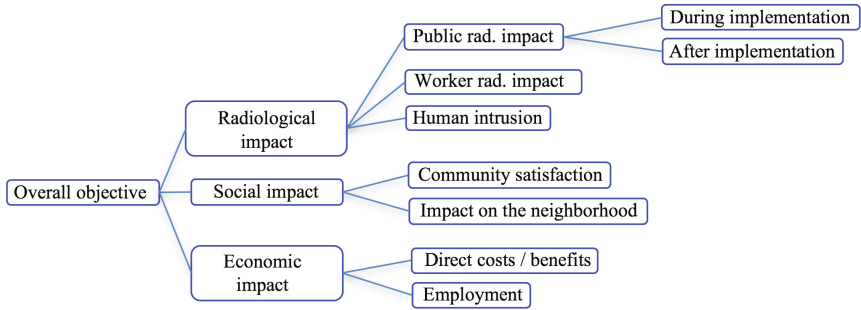 Overall objective
Radiological
impact
Public rad. impact
During implementation
After implementation
Worker rad. impact
Human intrusion
Social impact
Community satisfaction
Impact on the neighborhood
Economic
impact
Direct costs / benefits
Employment